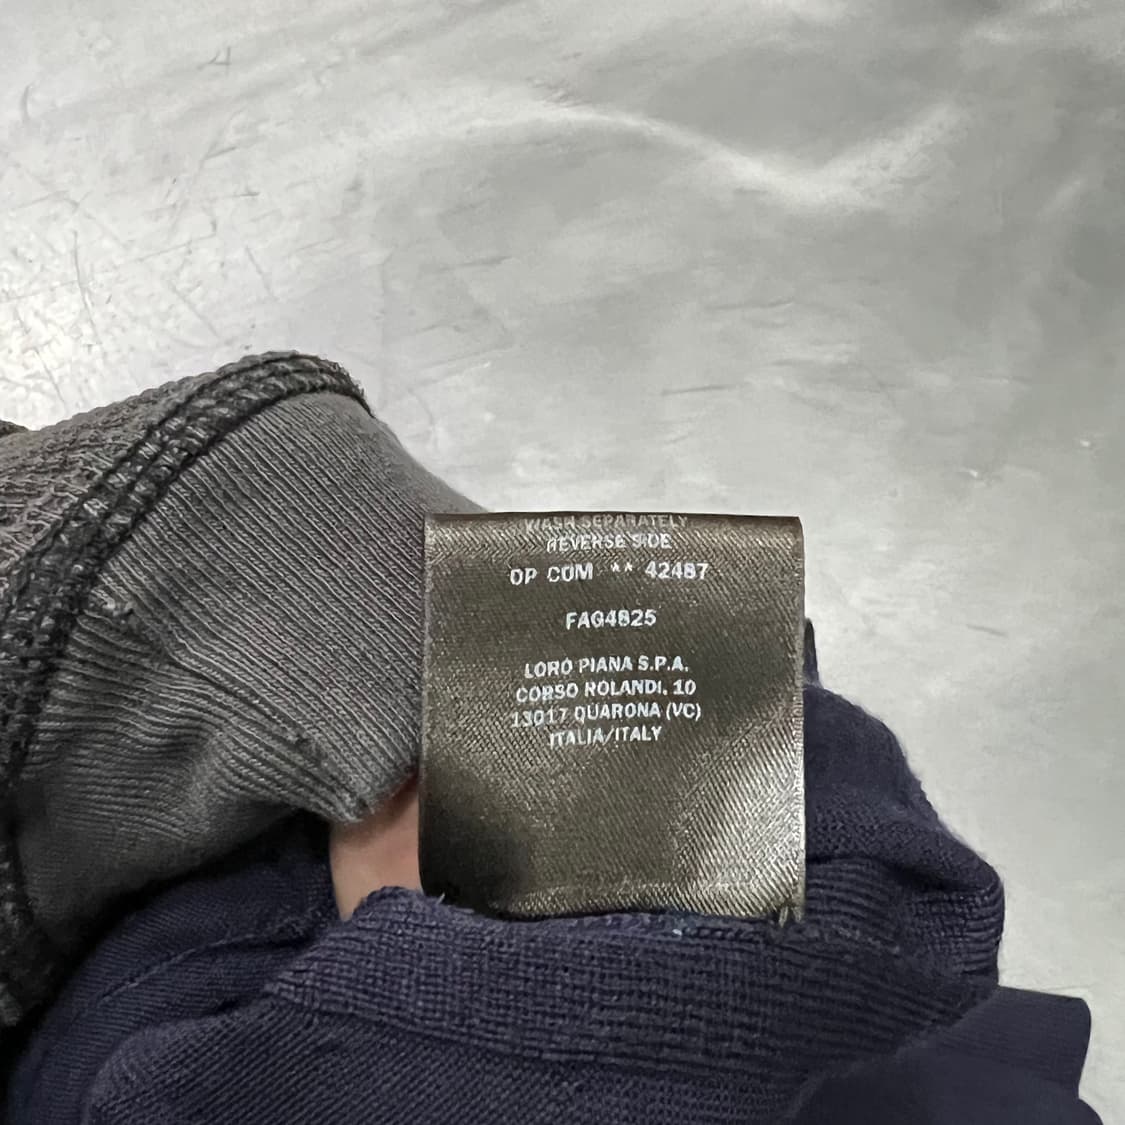 WASH SEPARATELY
REVERSE SIDE
OP COM ** 42487
FAG4825
LORO PIANA S.P.A.
CORSO ROLANDI, 10
13017 QUARONA (VC)
ITALIA/ITALY